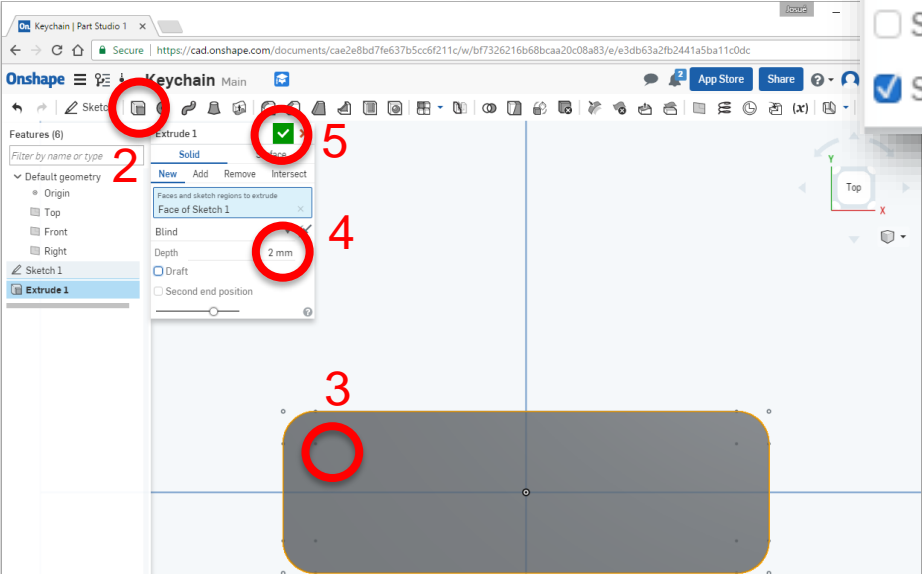 Josué
On Keychain | Part Studio 1 ×
Secure | https://cad.onshape.com/documents/cae2e8bd7fe637b5cc6f211c/w/bf7326216b68bcaa20c08a83/e/e3db63a2fb2441a5ba11c0dc
S
Onshape Keychain Main 2 App Store Share ?
S
Sketch (x)
Features (6) Extrude 1 5
Filter by name or type 2 Solid Surface
Default geometry New Add Remove Intersect
Origin Faces and sketch regions to extrude
Top Face of Sketch 1 ×
Front Blind 4
Right Depth 2 mm
Sketch 1 Draft
Extrude 1 Second end position
?
Y
Top
X
3